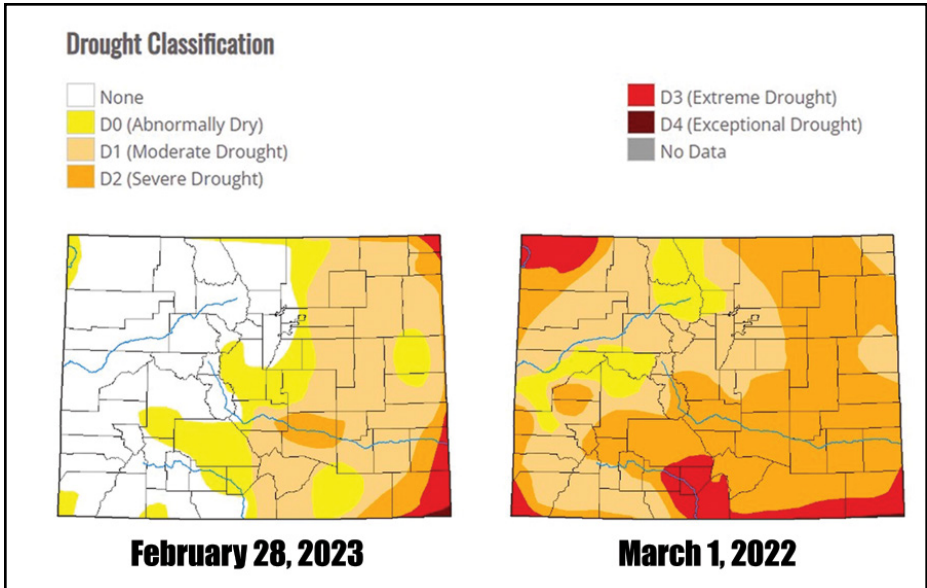 Drought Classification
None
D0 (Abnormally Dry)
D1 (Moderate Drought)
D2 (Severe Drought)
D3 (Extreme Drought)
D4 (Exceptional Drought)
No Data
February 28, 2023
March 1, 2022